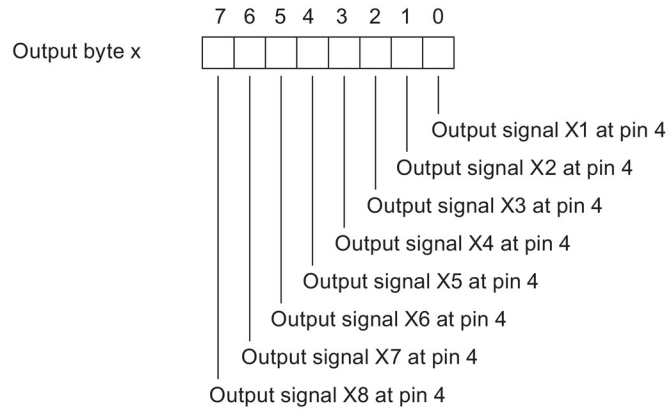 7 6 5 4 3 2 1 0
Output byte x
Output signal X1 at pin 4
Output signal X2 at pin 4
Output signal X3 at pin 4
Output signal X4 at pin 4
Output signal X5 at pin 4
Output signal X6 at pin 4
Output signal X7 at pin 4
Output signal X8 at pin 4